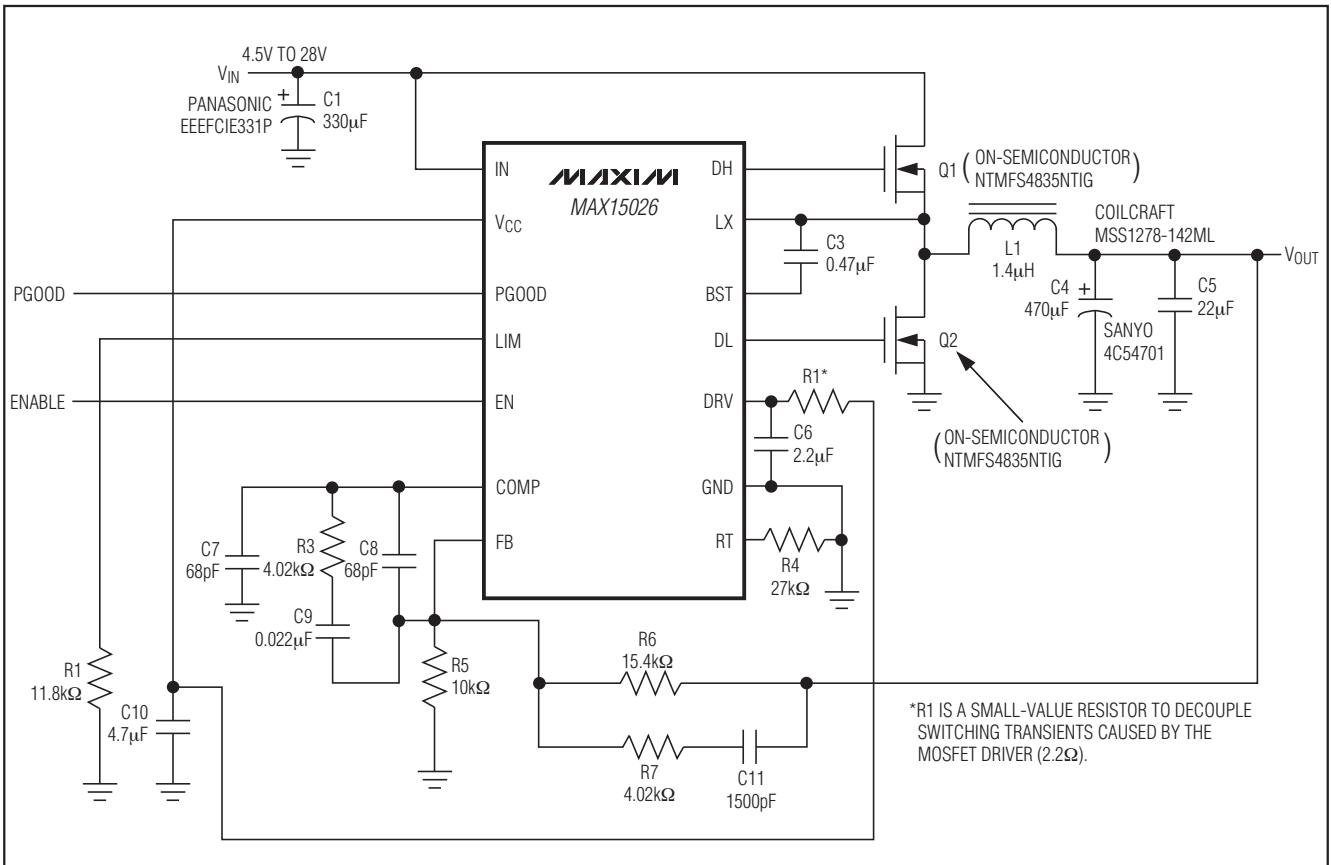 4.5V TO 28V
VIN
PANASONIC
EEEFCIE331P
+
C1
330µF
IN
VCC
PGOOD
PGOOD
LIM
ENABLE
EN
COMP
FB
MAXIM
MAX15026
DH
LX
BST
DL
DRV
GND
RT
Q1
(ON-SEMICONDUCTOR
NTMFS4835NTIG)
C3
0.47µF
COILCRAFT
MSS1278-142ML
L1
1.4µH
VOUT
C4
470µF
+
SANYO
4C54701
C5
22µF
Q2
(ON-SEMICONDUCTOR
NTMFS4835NTIG)
R1*
C6
2.2µF
R4
27kΩ
C7
68pF
R3
4.02kΩ
C8
68pF
C9
0.022µF
R1
11.8kΩ
C10
4.7µF
R5
10kΩ
R6
15.4kΩ
R7
4.02kΩ
C11
1500pF
*R1 IS A SMALL-VALUE RESISTOR TO DECOUPLE
SWITCHING TRANSIENTS CAUSED BY THE
MOSFET DRIVER (2.2Ω).